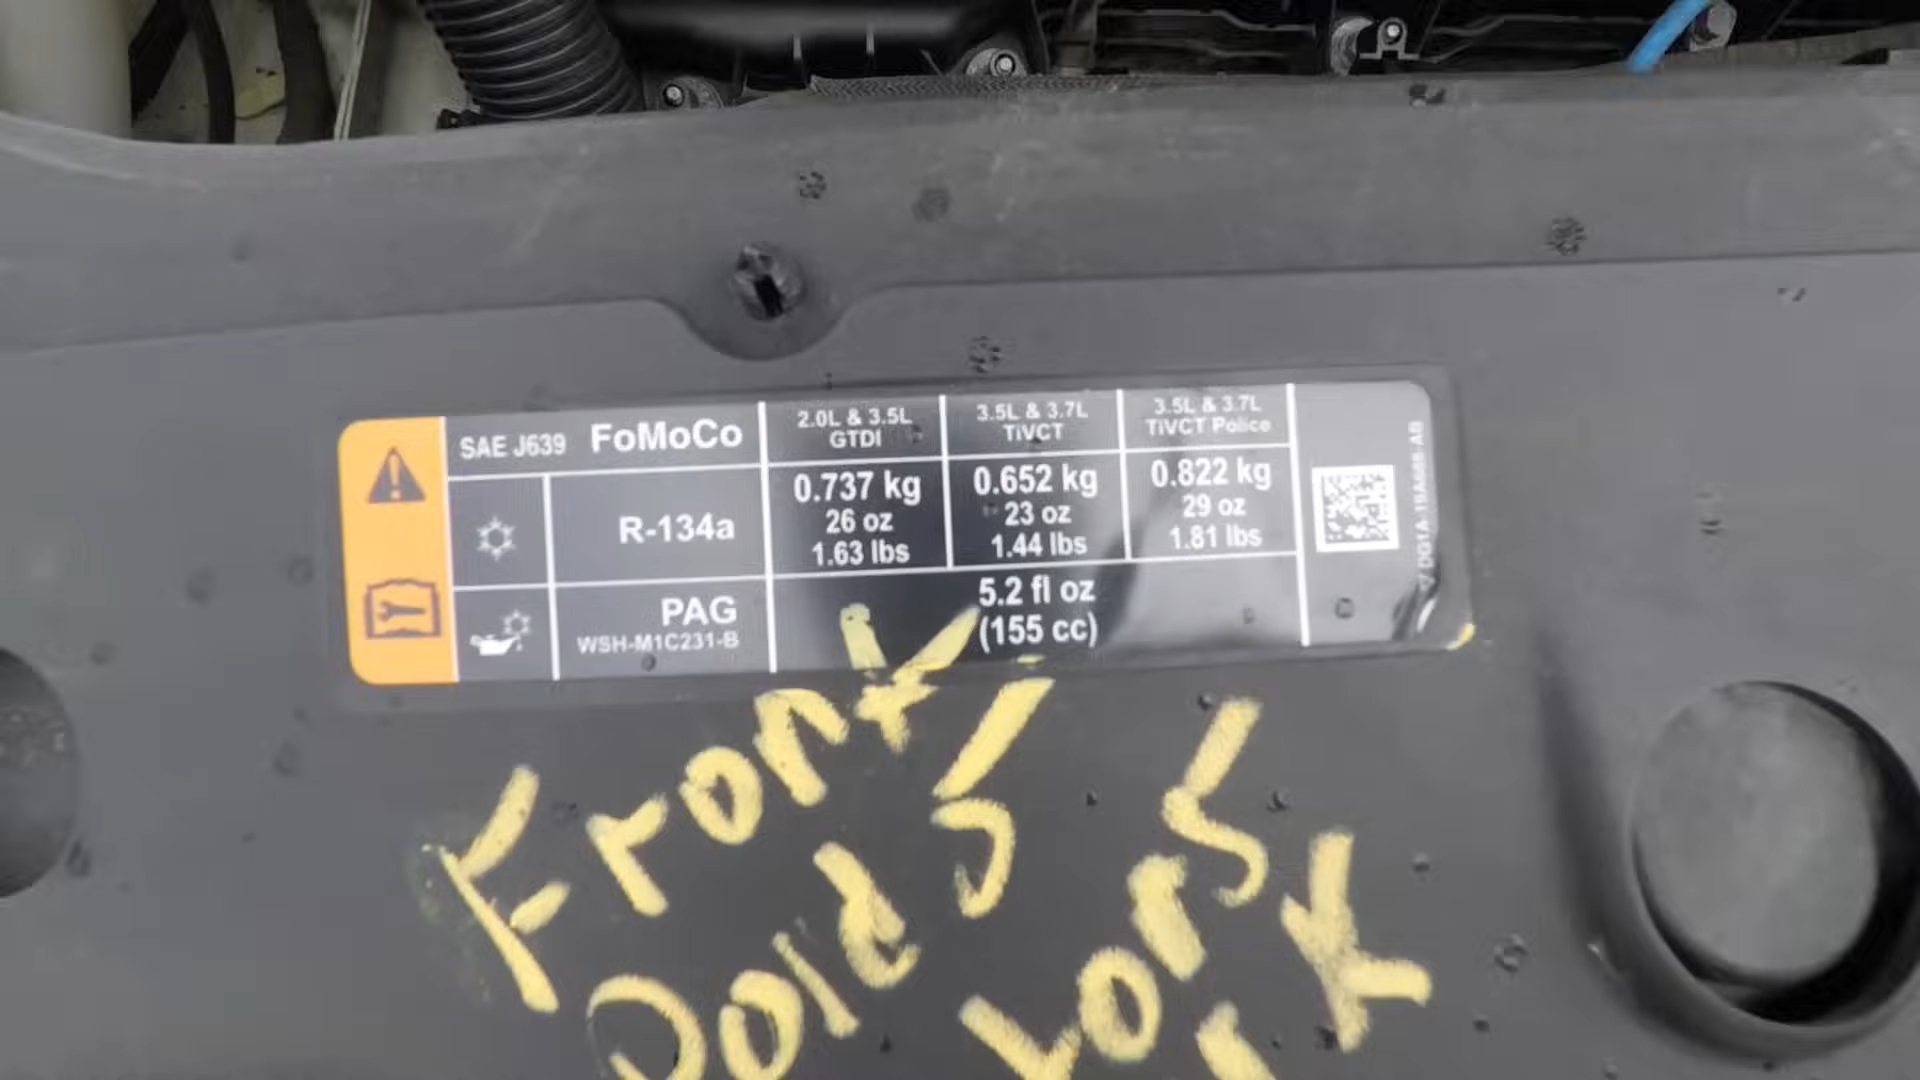 SAE J639 FoMoCo
2.0L & 3.5L
GTDI
3.5L & 3.7L
TiVCT
3.5L & 3.7L
TiVCT Police
R-134a
0.737 kg
26 oz
1.63 lbs
0.652 kg
23 oz
1.44 lbs
0.822 kg
29 oz
1.81 lbs
PAG
WSH-M1C231-B
5.2 fl oz
(155 cc)
Front